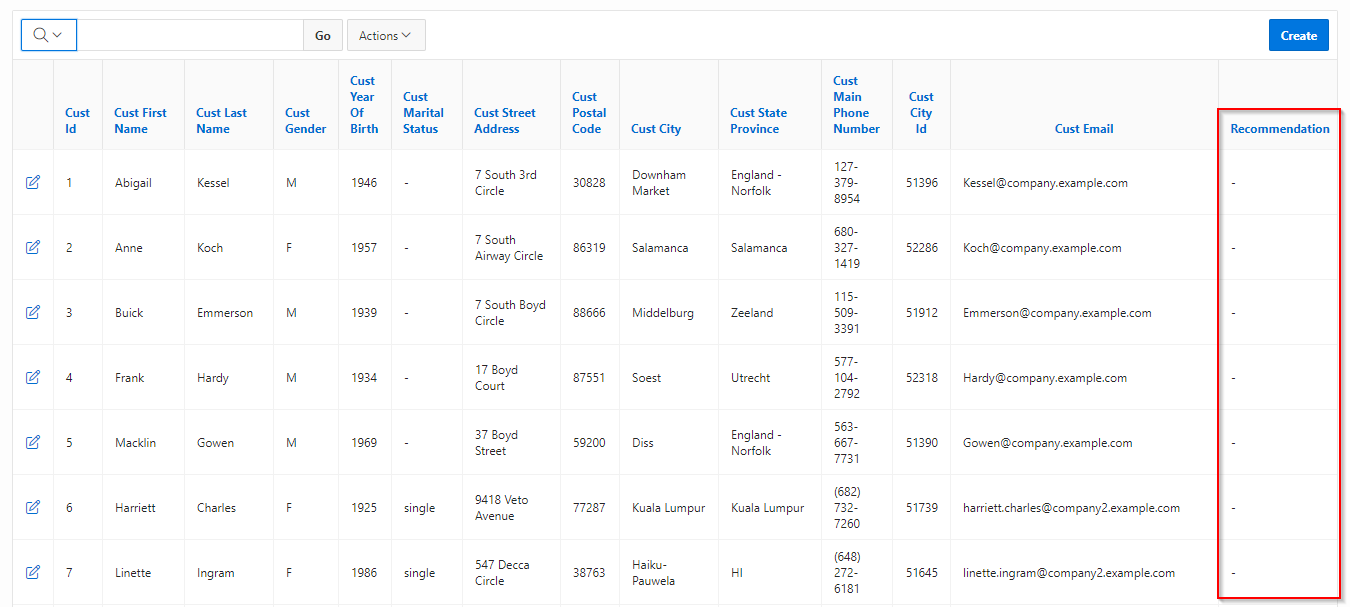 Go Actions Create
Cust Id Cust First Name Cust Last Name Cust Gender Cust Year Of Birth Cust Marital Status Cust Street Address Cust Postal Code Cust City Cust State Province Cust Main Phone Number Cust City Id Cust Email Recommendation
1 Abigail Kessel M 1946 - 7 South 3rd Circle 30828 Downham Market England - Norfolk 127-379-8954 51396 Kessel@company.example.com -
2 Anne Koch F 1957 - 7 South Airway Circle 86319 Salamanca Salamanca 680-327-1419 52286 Koch@company.example.com -
3 Buick Emmerson M 1939 - 7 South Boyd Circle 88666 Middelburg Zeeland 115-509-3391 51912 Emmerson@company.example.com -
4 Frank Hardy M 1934 - 17 Boyd Court 87551 Soest Utrecht 577-104-2792 52318 Hardy@company.example.com -
5 Macklin Gowen M 1969 - 37 Boyd Street 59200 Diss England - Norfolk 563-667-7731 51390 Gowen@company.example.com -
6 Harriett Charles F 1925 single 9418 Veto Avenue 77287 Kuala Lumpur Kuala Lumpur (682) 732-7260 51739 harriett.charles@company2.example.com -
7 Linette Ingram F 1986 single 547 Decca Circle 38763 Haiku-Pauwela HI (648) 272-6181 51645 linette.ingram@company2.example.com -